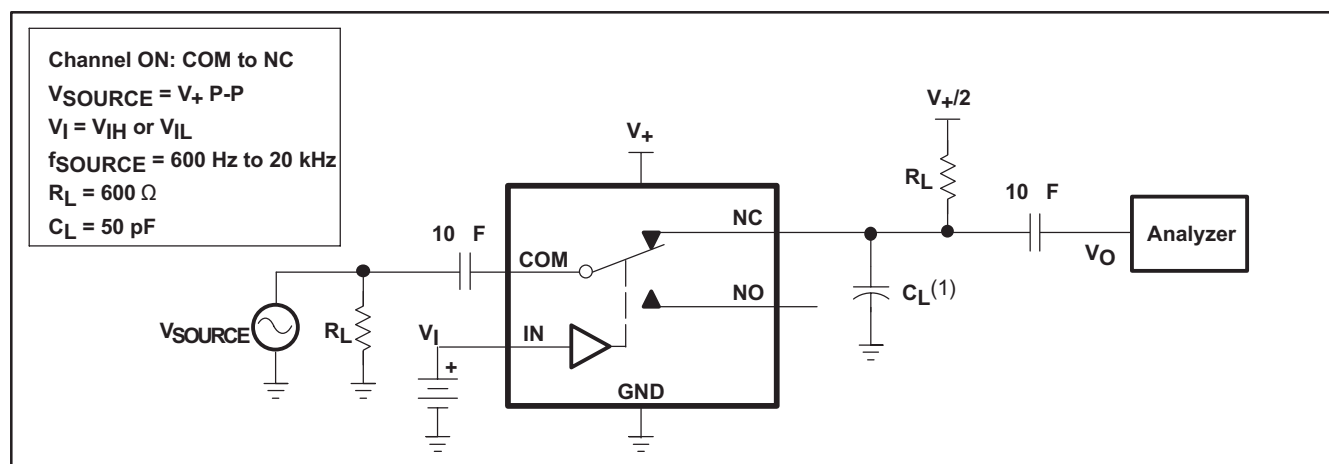 Channel ON: COM to NC
VSOURCE = V+ P-P
VI = VIH or VIL
fSOURCE = 600 Hz to 20 kHz
RL = 600 Ω
CL = 50 pF
V+/2
V+
RL
10 F
NC
Analyzer
10 F
COM
VO
NO
CL(1)
VSOURCE
RL
VI
IN
+
GND